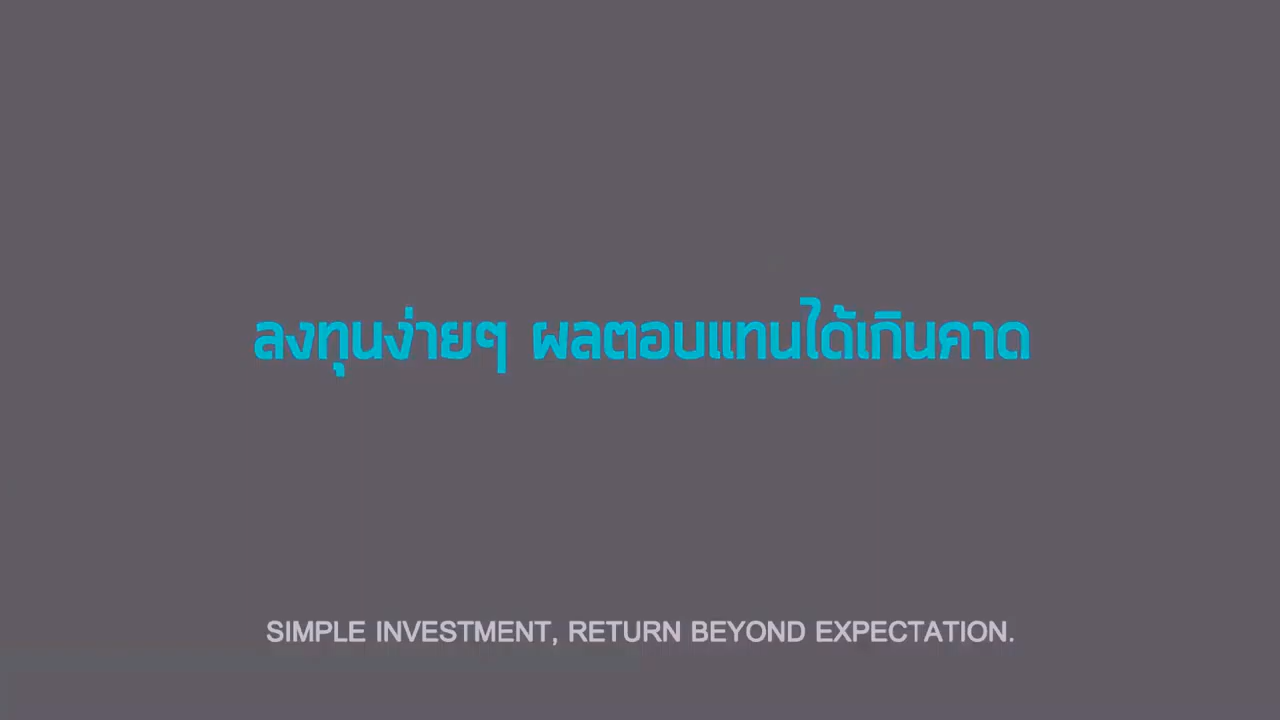 ลงทุนง่ายๆ ผลตอบแทนได้เกินคาด
SIMPLE INVESTMENT, RETURN BEYOND EXPECTATION.